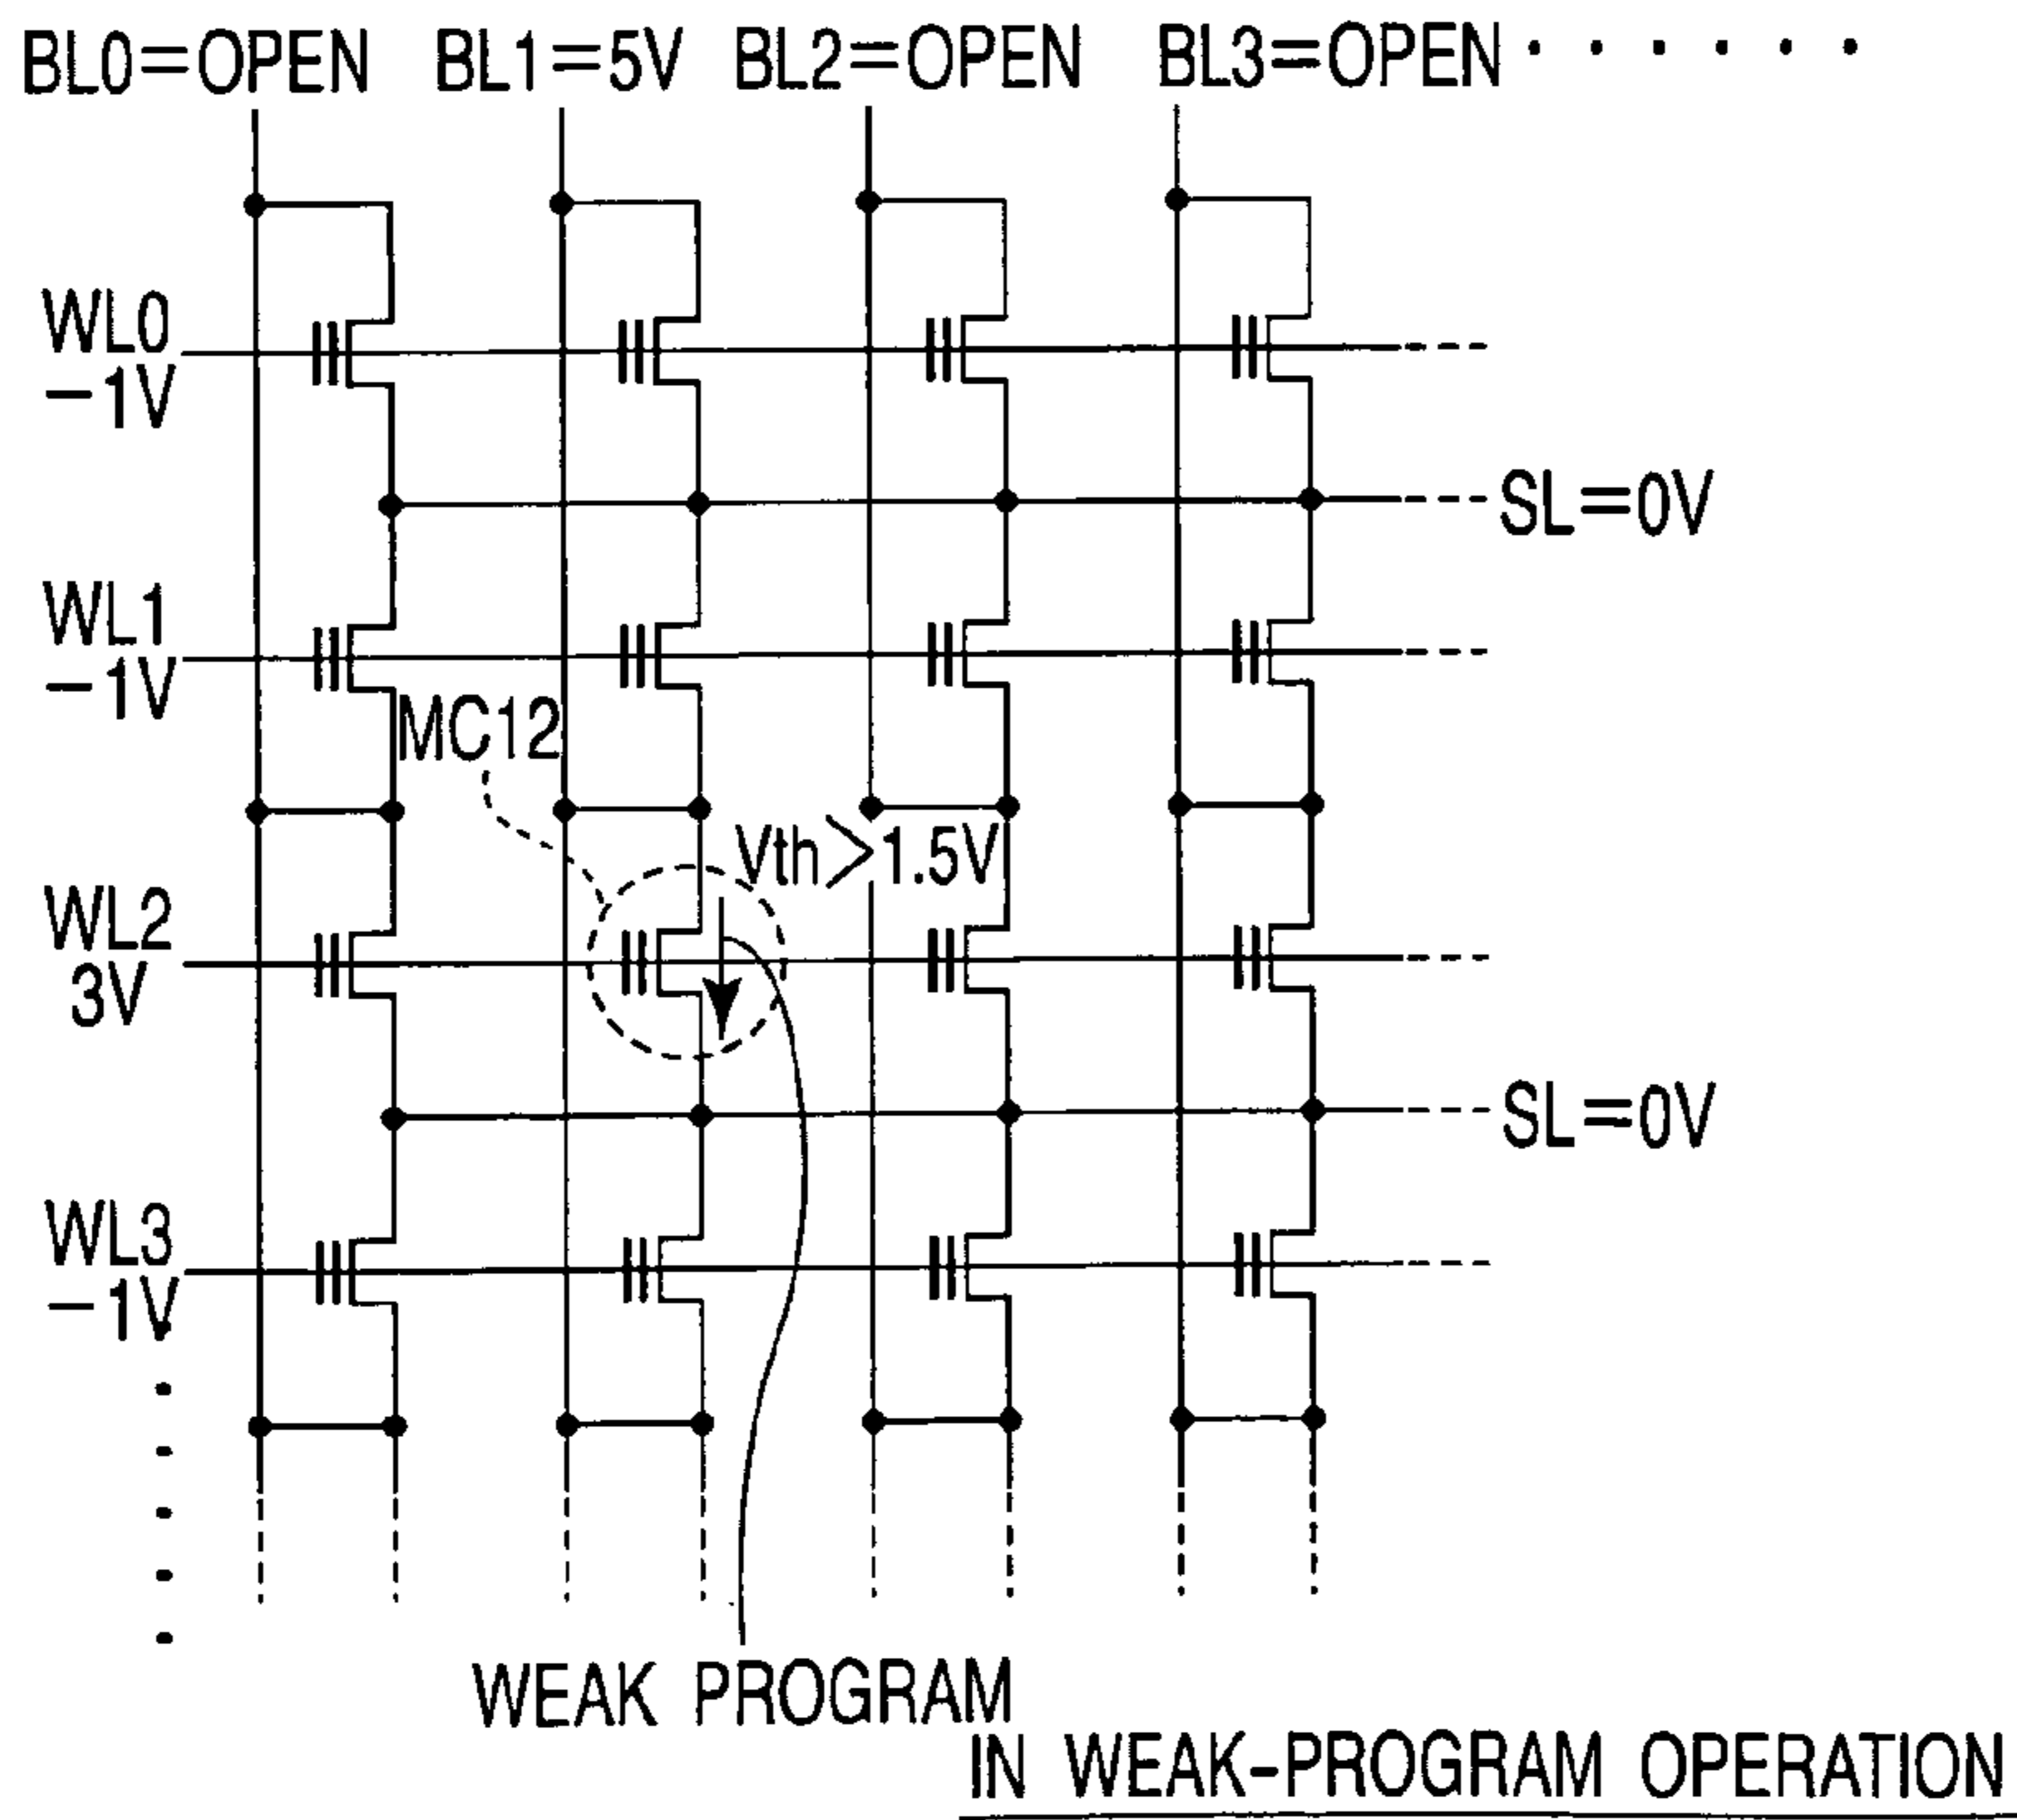 BL0=OPEN BL1=5V BL2=OPEN BL3=OPEN · · · · · ·
WL0
-1V
SL=0V
WL1
-1V
MC12
Vth>1.5V
WL2
3V
SL=0V
WL3
-1V
WEAK PROGRAM
IN WEAK-PROGRAM OPERATION